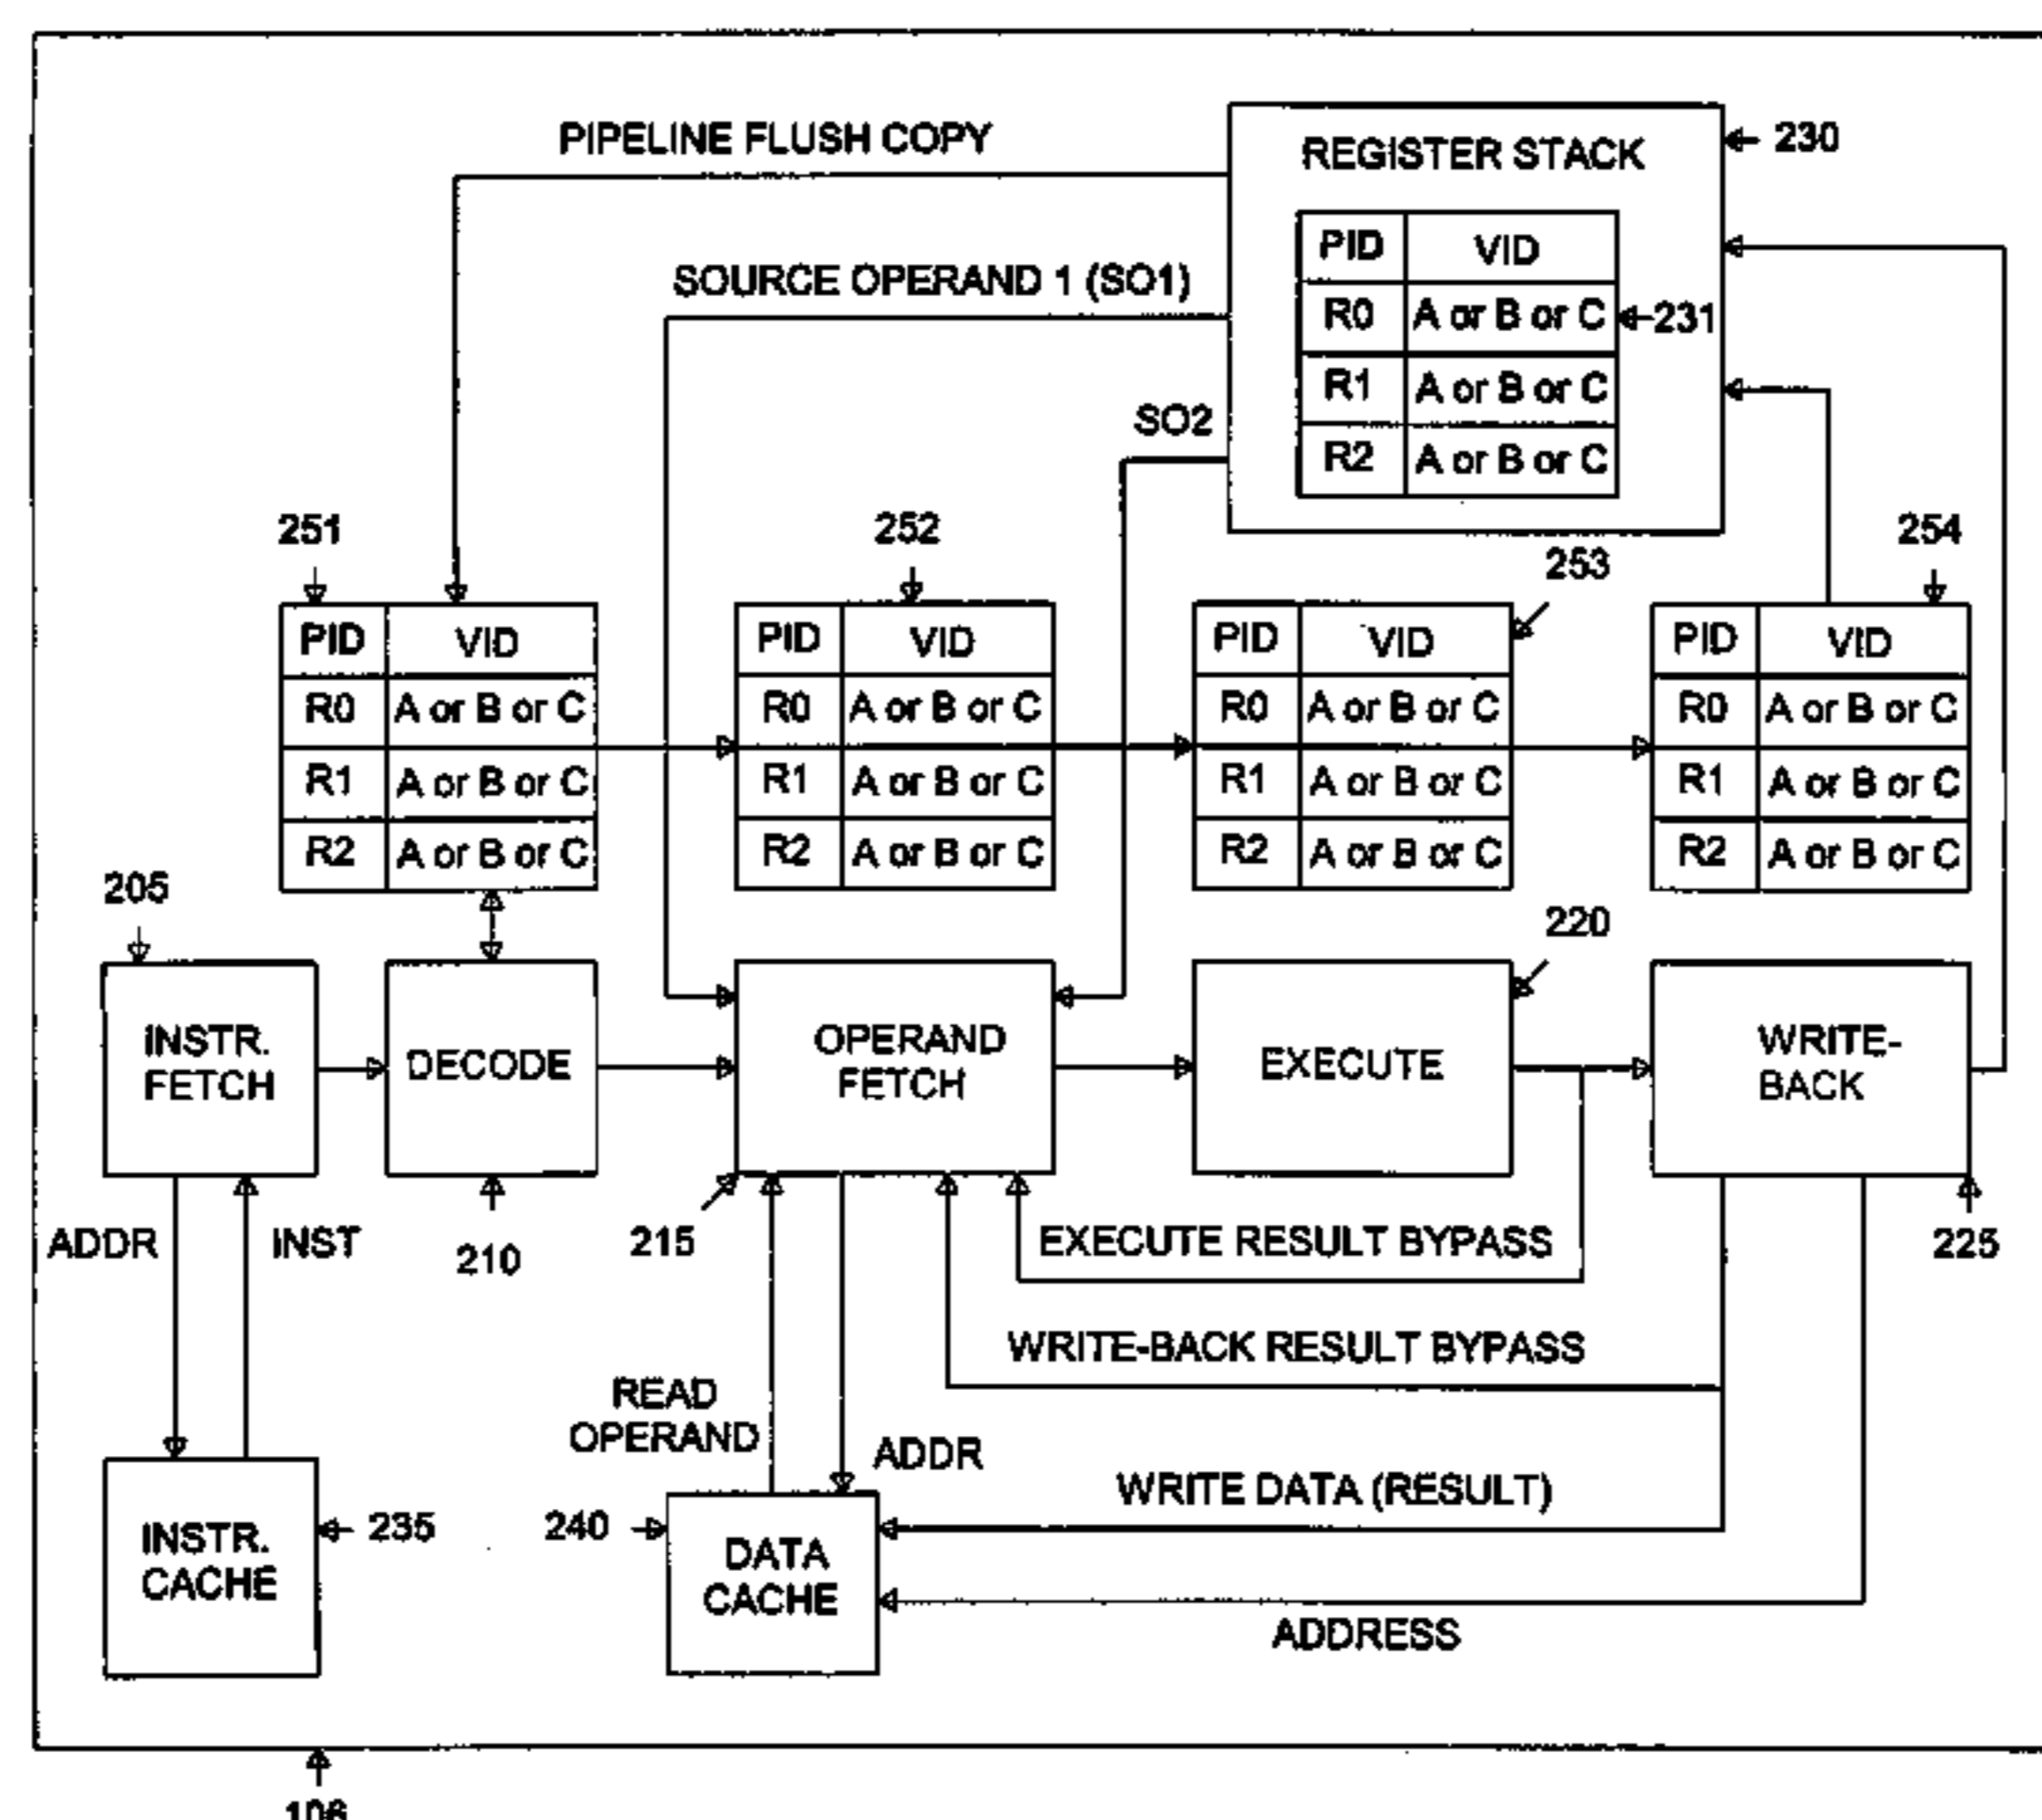 PIPELINE FLUSH COPY
REGISTER STACK
230
PID VID
R0 A or B or C
231
R1 A or B or C
R2 A or B or C
SOURCE OPERAND 1 (SO1)
SO2
251
252
253
254
PID VID
R0 A or B or C
R1 A or B or C
R2 A or B or C
PID VID
R0 A or B or C
R1 A or B or C
R2 A or B or C
PID VID
R0 A or B or C
R1 A or B or C
R2 A or B or C
PID VID
R0 A or B or C
R1 A or B or C
R2 A or B or C
205
220
INSTR.
FETCH
DECODE
OPERAND
FETCH
EXECUTE
WRITE-
BACK
ADDR
INST
210
215
EXECUTE RESULT BYPASS
225
WRITE-BACK RESULT BYPASS
READ
OPERAND
ADDR
WRITE DATA (RESULT)
INSTR.
CACHE
235
240
DATA
CACHE
ADDRESS
106